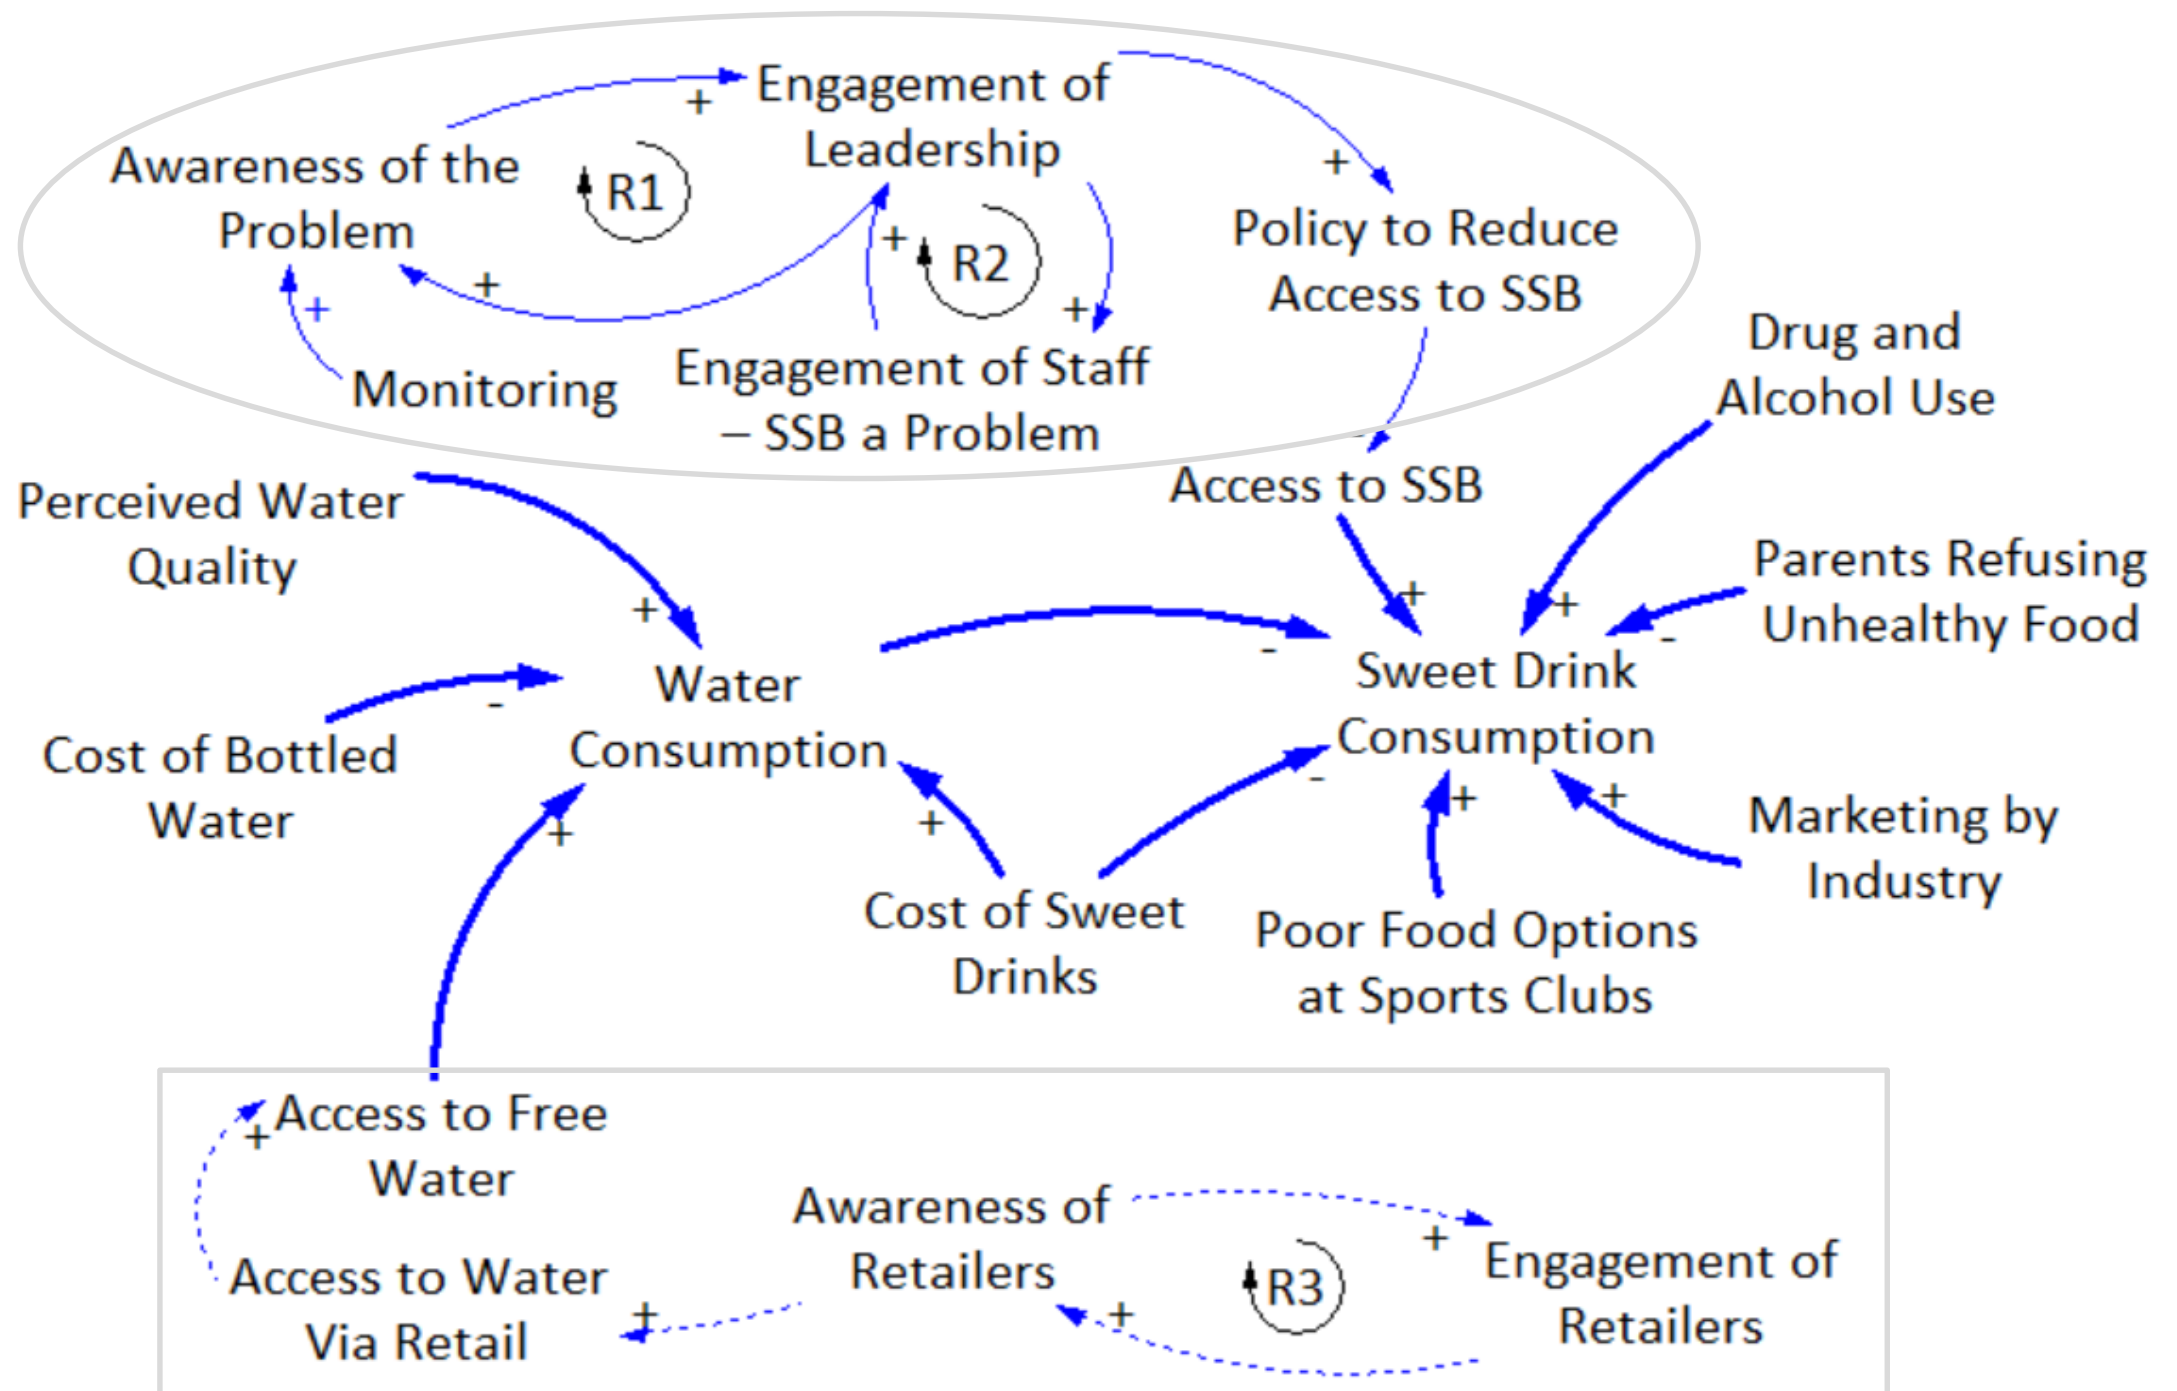 Engagement of
Leadership
+
+
Awareness of the
Problem
R1
+
+
R2
Policy to Reduce
Access to SSB
+
+
+
Monitoring
Engagement of Staff
– SSB a Problem
Drug and
Alcohol Use
-
Access to SSB
Perceived Water
Quality
+
+
+
Parents Refusing
Unhealthy Food
-
-
Water
Consumption
Sweet Drink
Consumption
-
Cost of Bottled
Water
+
+
-
+
+
Marketing by
Industry
Cost of Sweet
Drinks
Poor Food Options
at Sports Clubs
Access to Free
Water
+
Awareness of
Retailers
+
Engagement of
Retailers
R3
Access to Water
Via Retail
+
+